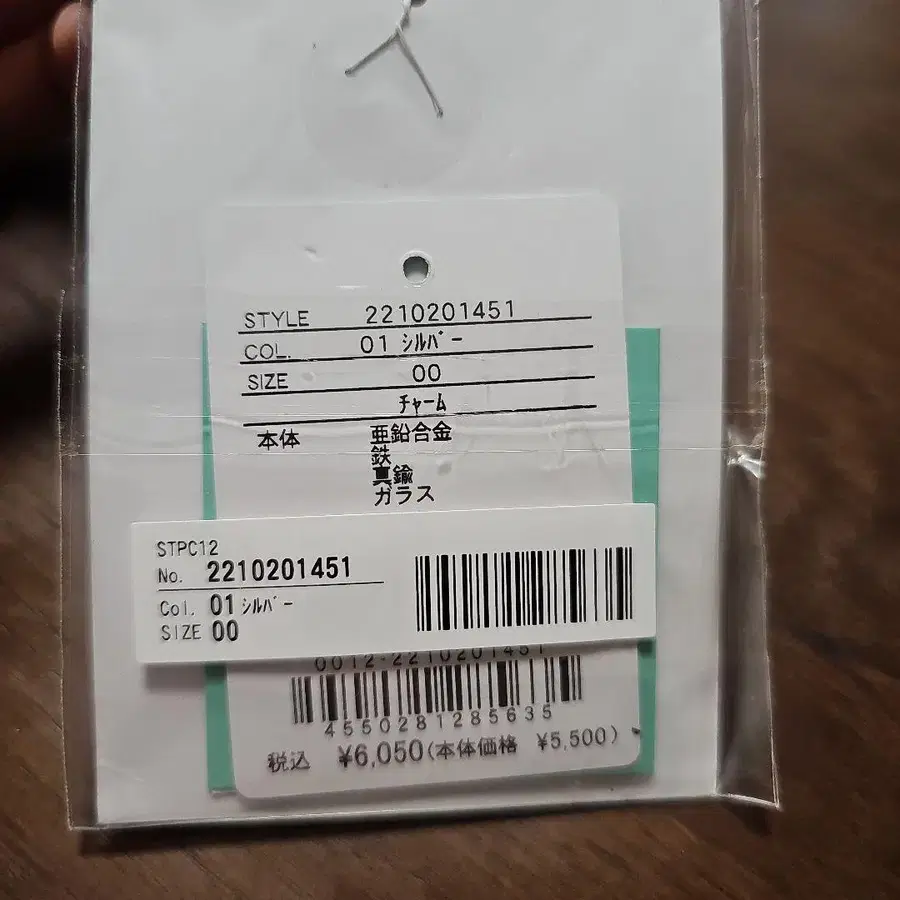 STYLE 2210201451
COL. 01 ｼﾙﾊﾞｰ
SIZE 00
ﾁｬｰﾑ
本体 亜鉛合金
鉄
真鍮
ガラス
STPC12
No. 2210201451
Col. 01 ｼﾙﾊﾞｰ
SIZE 00
0012-2210201451
4550281285635
税込 ¥6,050(本体価格 ¥5,500)